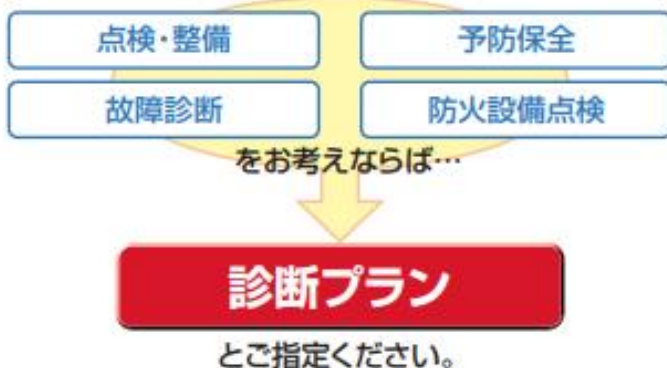 点検・整備
予防保全
故障診断
防火設備点検
をお考えならば…
診断プラン
とご指定ください。